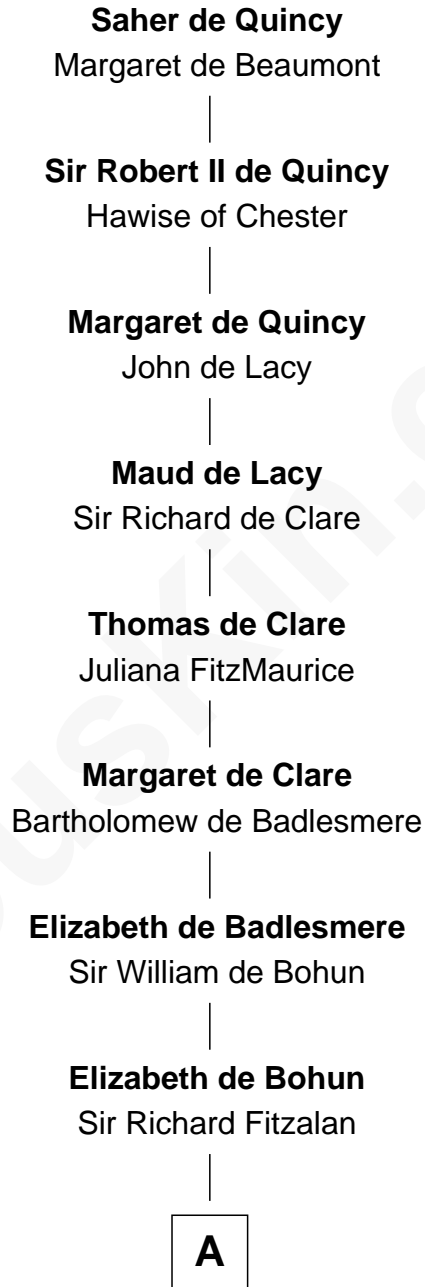 Saher de Quincy
Margaret de Beaumont
Sir Robert II de Quincy
Hawise of Chester
Margaret de Quincy
John de Lacy
Maud de Lacy
Sir Richard de Clare
Thomas de Clare
Juliana FitzMaurice
Margaret de Clare
Bartholomew de Badlesmere
Elizabeth de Badlesmere
Sir William de Bohun
Elizabeth de Bohun
Sir Richard Fitzalan
A